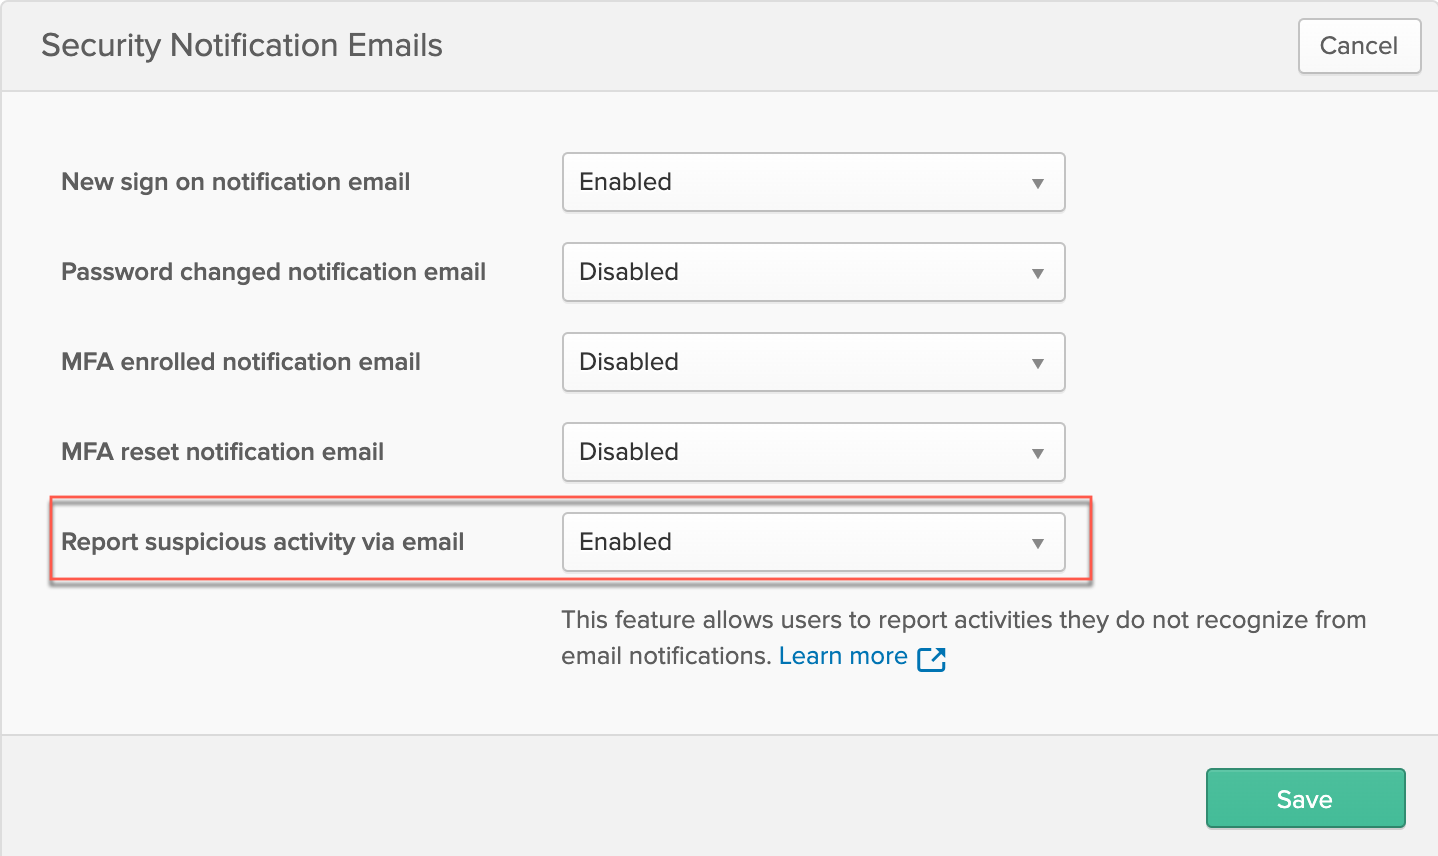 Security Notification Emails
Cancel
New sign on notification email
Enabled
Password changed notification email
Disabled
MFA enrolled notification email
Disabled
MFA reset notification email
Disabled
Report suspicious activity via email
Enabled
This feature allows users to report activities they do not recognize from
email notifications. Learn more
Save